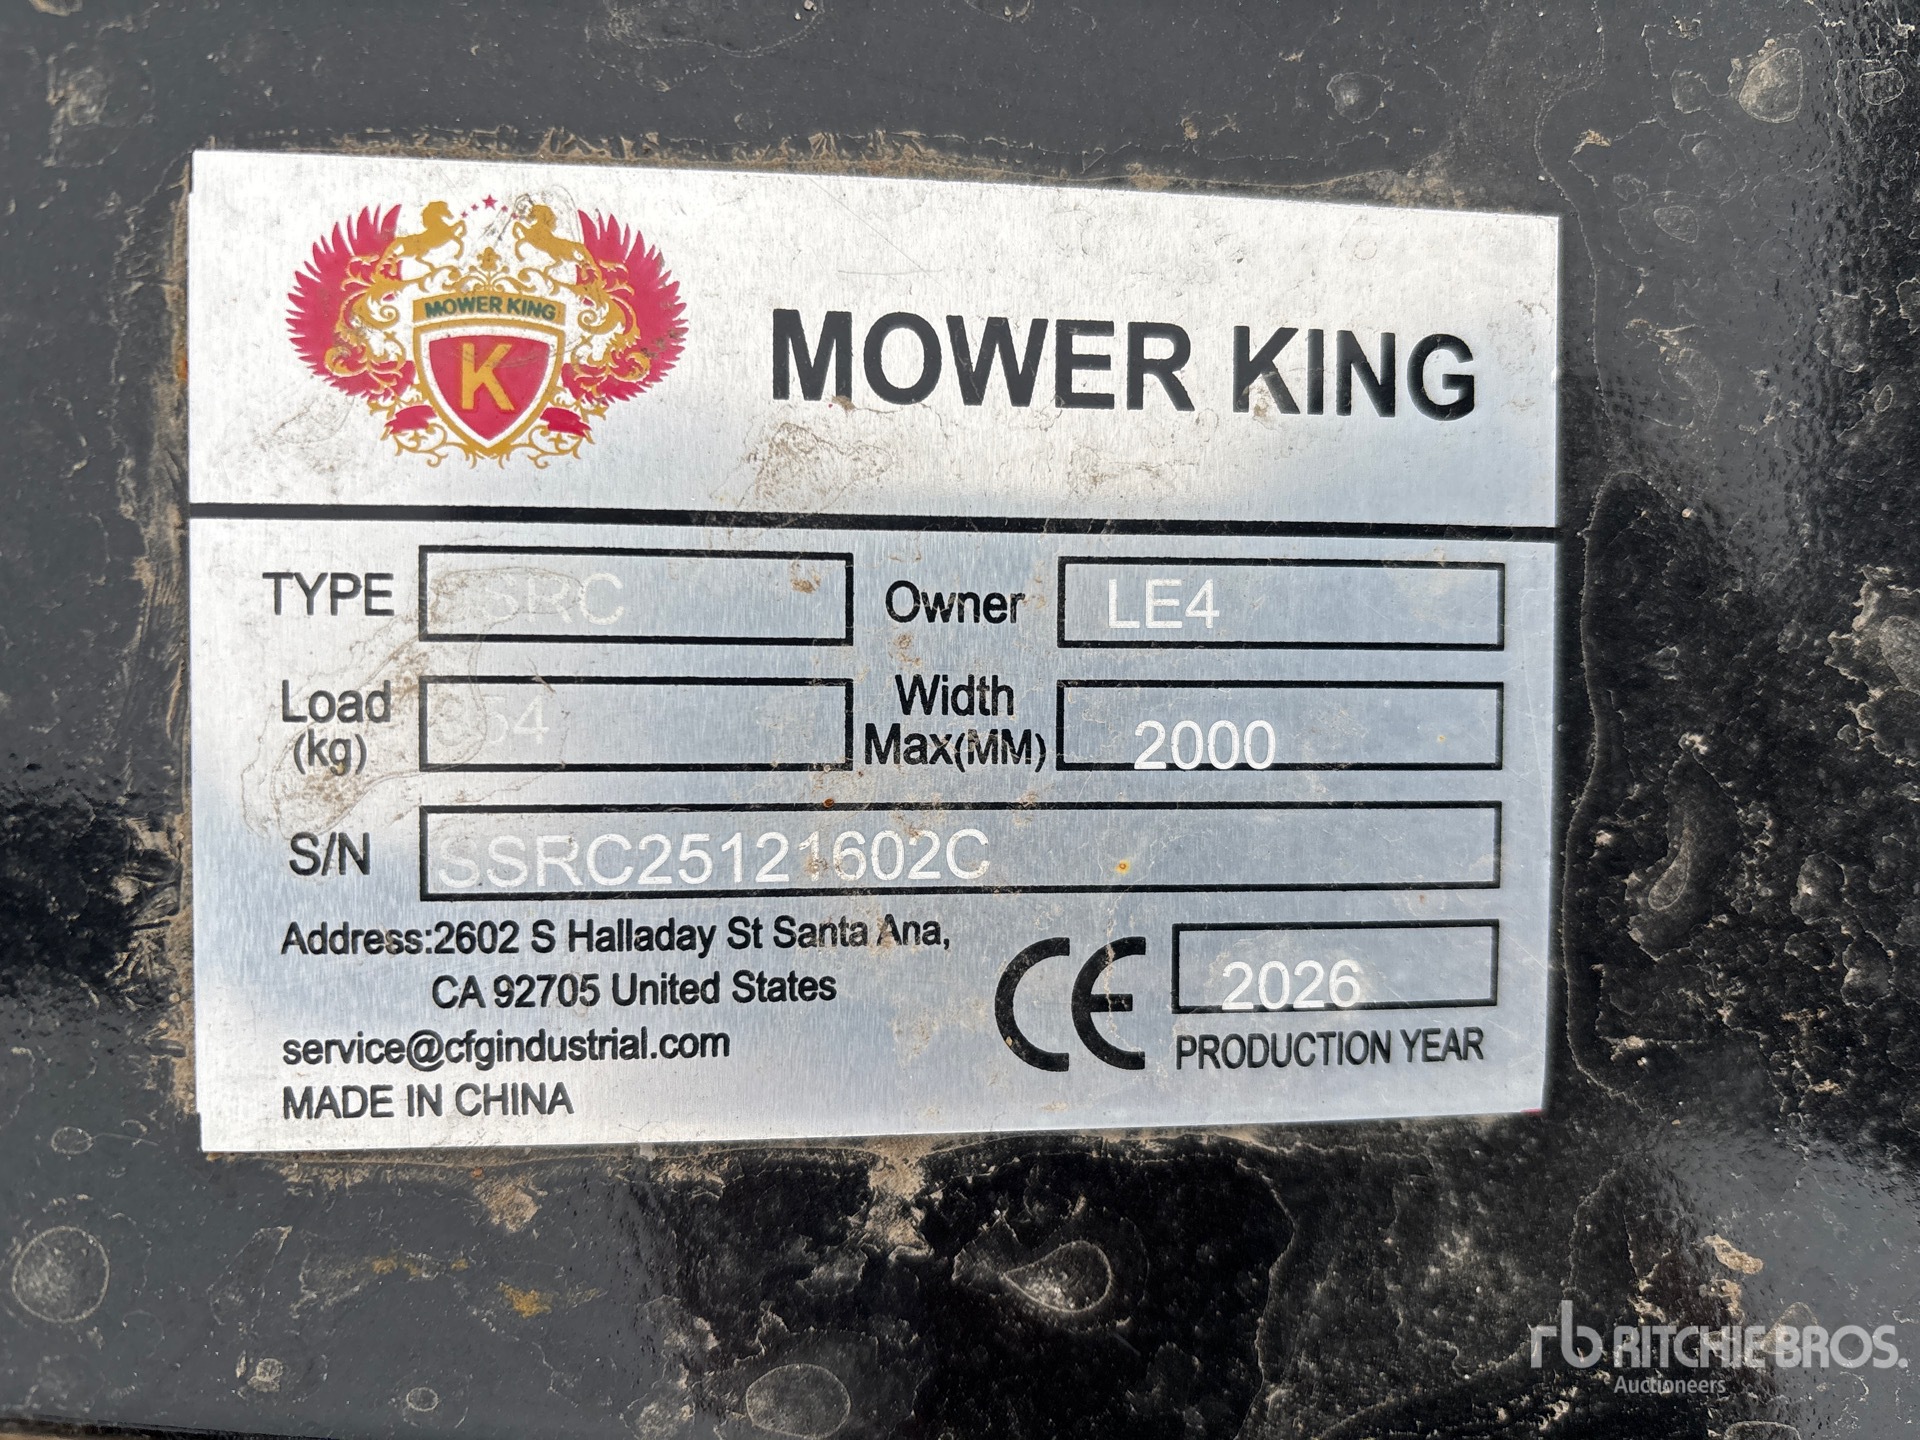 MOWER KING
K
MOWER KING
TYPE SSRC Owner LE4
Load (kg) Width Max(MM) 2000
S/N SSRC25121602C
Address:2602 S Halladay St Santa Ana,
CA 92705 United States
service@cfgindustrial.com
MADE IN CHINA
CE
2026
PRODUCTION YEAR
rb RITCHIE BROS.
Auctioneers